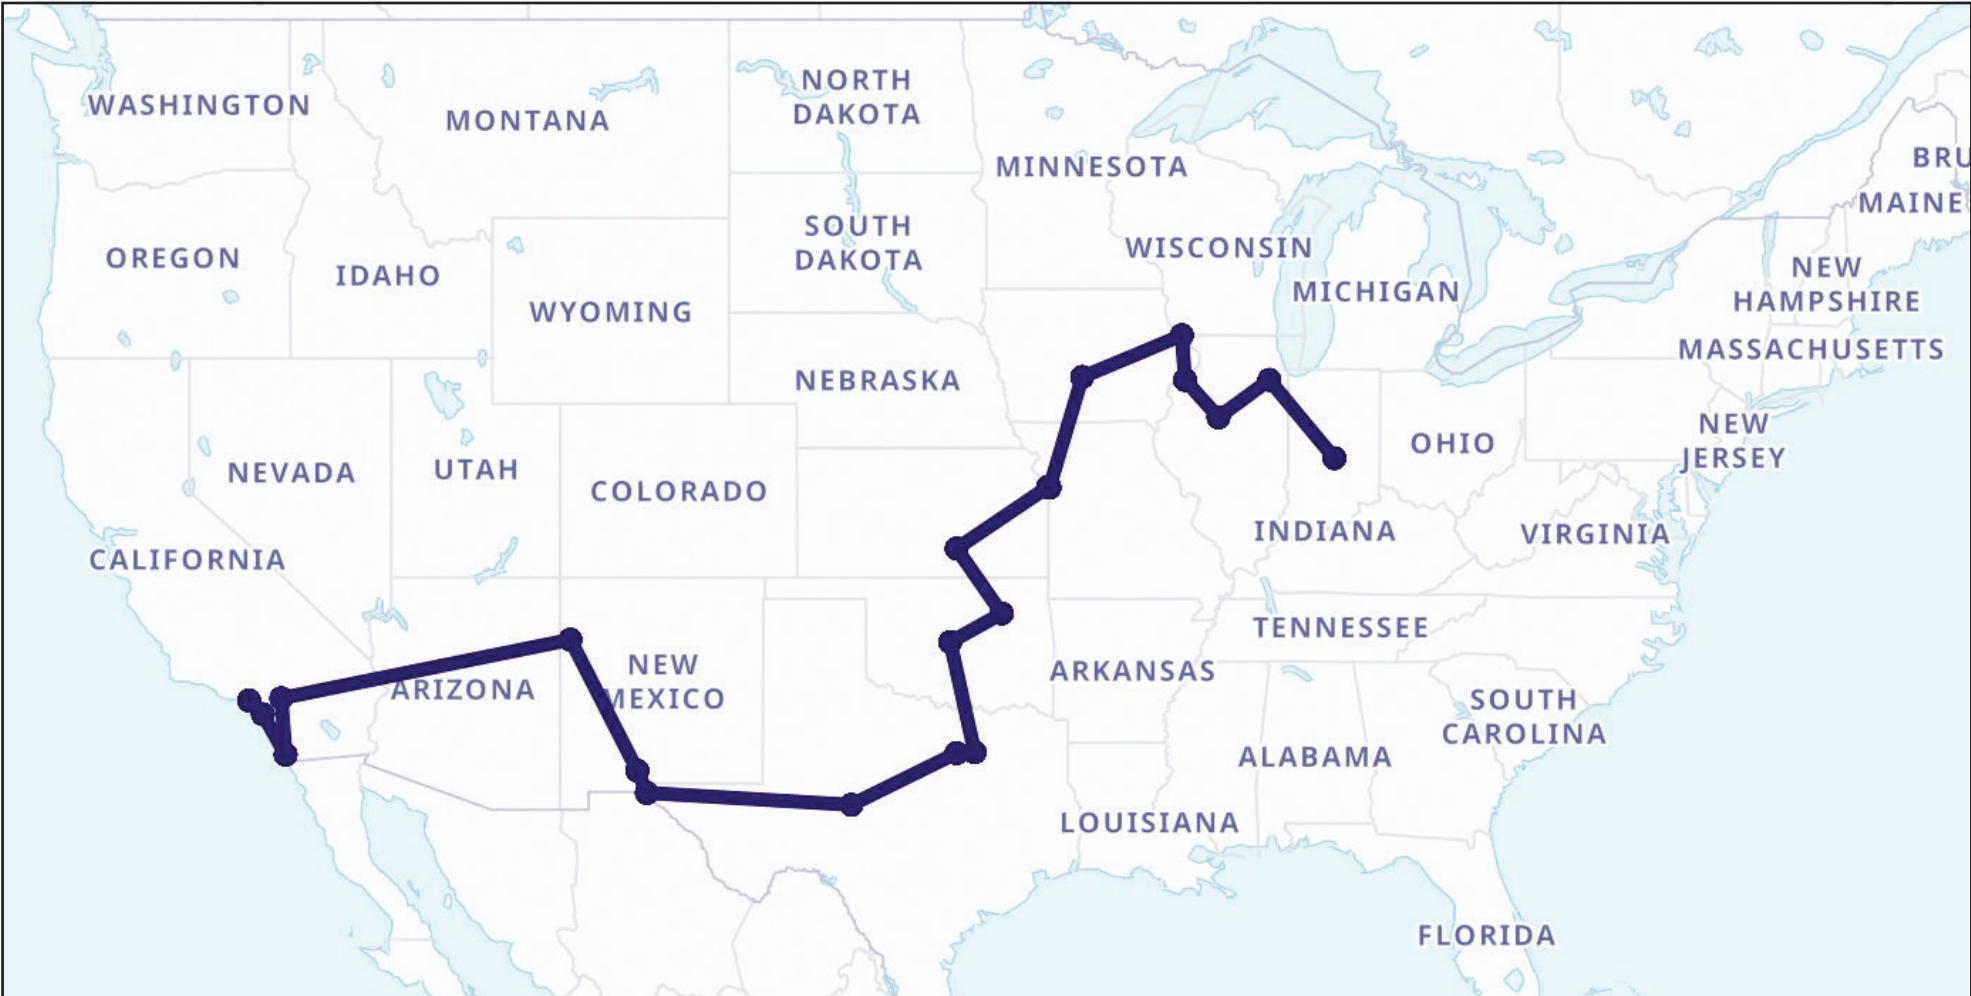 WASHINGTON
MONTANA
NORTH
DAKOTA
MINNESOTA
BRU
MAINE
OREGON
IDAHO
SOUTH
DAKOTA
WISCONSIN
MICHIGAN
NEW
HAMPSHIRE
WYOMING
MASSACHUSETTS
NEBRASKA
NEVADA
UTAH
COLORADO
OHIO
NEW
JERSEY
CALIFORNIA
INDIANA
VIRGINIA
ARIZONA
NEW
MEXICO
ARKANSAS
TENNESSEE
SOUTH
CAROLINA
ALABAMA
LOUISIANA
FLORIDA